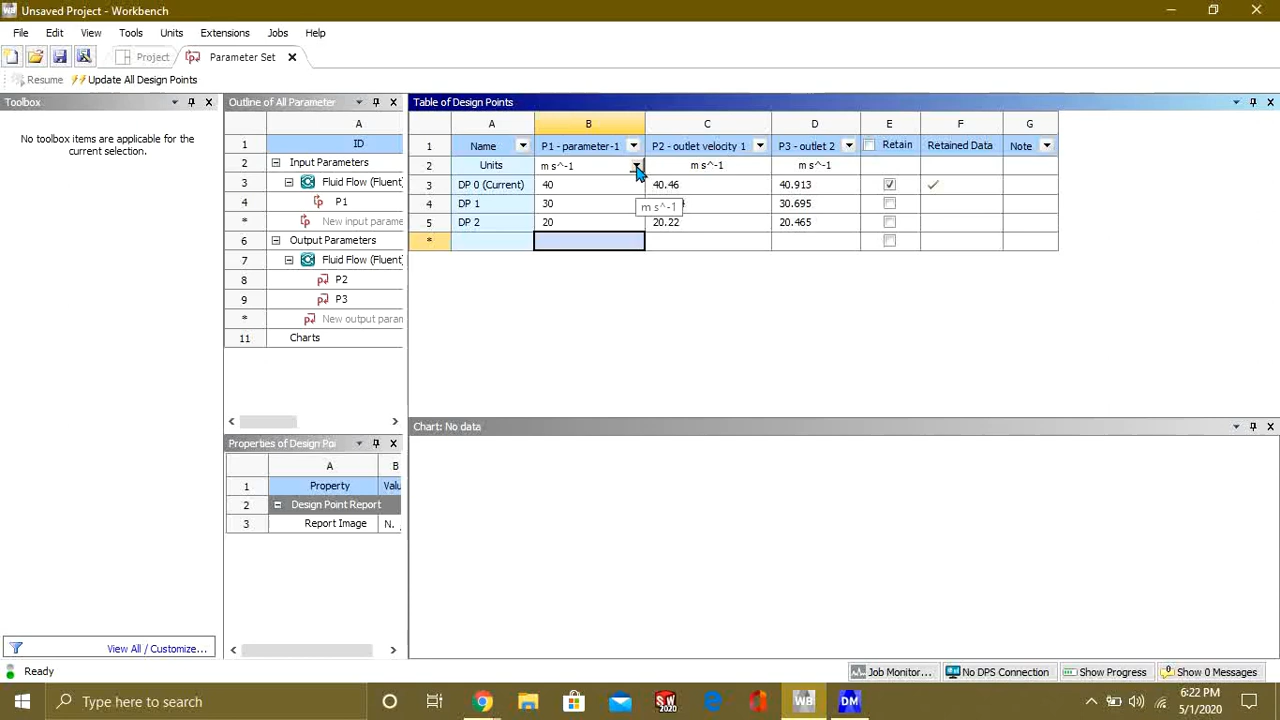 Unsaved Project - Workbench
File Edit View Tools Units Extensions Jobs Help
Project Parameter Set
Resume Update All Design Points
Toolbox
No toolbox items are applicable for the
current selection.
View All / Customize...
Outline of All Parameter
A
1 ID
2 Input Parameters
3 Fluid Flow (Fluent)
4 P1
* New input parame
6 Output Parameters
7 Fluid Flow (Fluent)
8 P2
9 P3
* New output param
11 Charts
Properties of Design Poi
A B
1 Property Valu
2 Design Point Report
3 Report Image N.
Table of Design Points
A B C D E F G
1 Name P1 - parameter-1 P2 - outlet velocity 1 P3 - outlet 2 Retain Retained Data Note
2 Units m s^-1 m s^-1 m s^-1
3 DP 0 (Current) 40 40.46 40.913
4 DP 1 30 30.695
5 DP 2 20 20.22 20.465
*
m s^-1
Chart: No data
Ready
Job Monitor... No DPS Connection Show Progress Show 0 Messages
Type here to search
S.W 2020
WB
DM
6:22 PM
5/1/2020